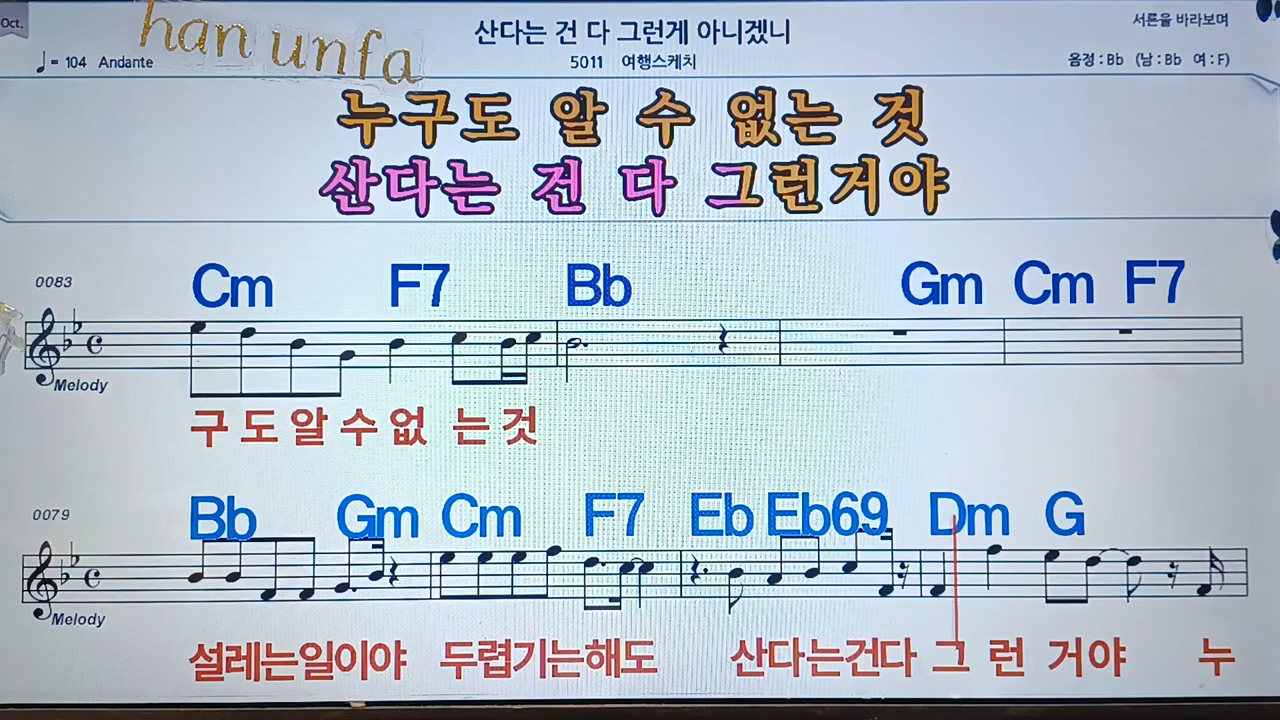 Oct.
han unfa
산다는 건 다 그런게 아니겠니
서른을 바라보며
♩= 104 Andante
5011 여행스케치
음정 : Bb (남 : Bb 여 : F)
누구도 알 수 없는 것
산다는 건 다 그런거야
0083
Cm F7 Bb Gm Cm F7
Melody
구 도 알 수 없 는 것
0079
Bb Gm Cm F7 Eb Eb69 Dm G
Melody
설레는일이야 두렵기는해도 산다는건다 그 런 거야 누